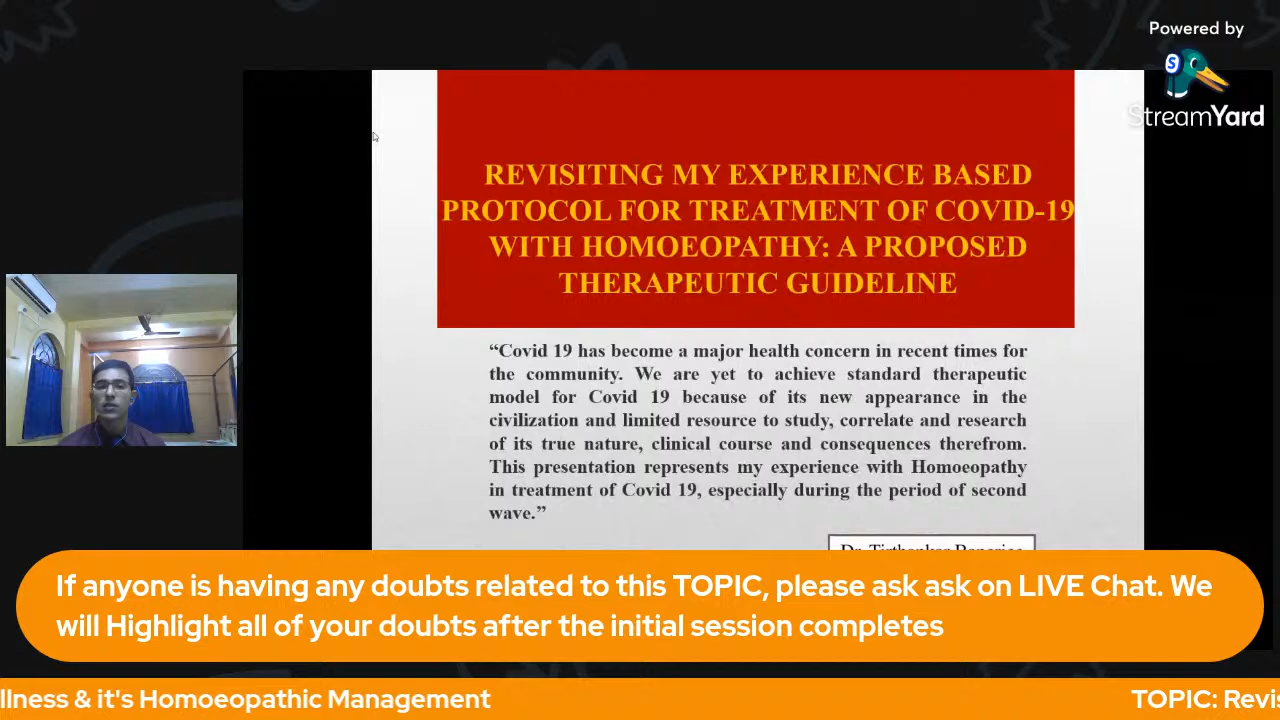 Powered by
StreamYard
REVISITING MY EXPERIENCE BASED
PROTOCOL FOR TREATMENT OF COVID-19
WITH HOMOEOPATHY: A PROPOSED
THERAPEUTIC GUIDELINE
“Covid 19 has become a major health concern in recent times for
the community. We are yet to achieve standard therapeutic
model for Covid 19 because of its new appearance in the
civilization and limited resource to study, correlate and research
of its true nature, clinical course and consequences therefrom.
This presentation represents my experience with Homoeopathy
in treatment of Covid 19, especially during the period of second
wave.”
Dr. Tirthankar Banerjee
If anyone is having any doubts related to this TOPIC, please ask ask on LIVE Chat. We
will Highlight all of your doubts after the initial session completes
llness & it's Homoeopathic Management
TOPIC: Revis